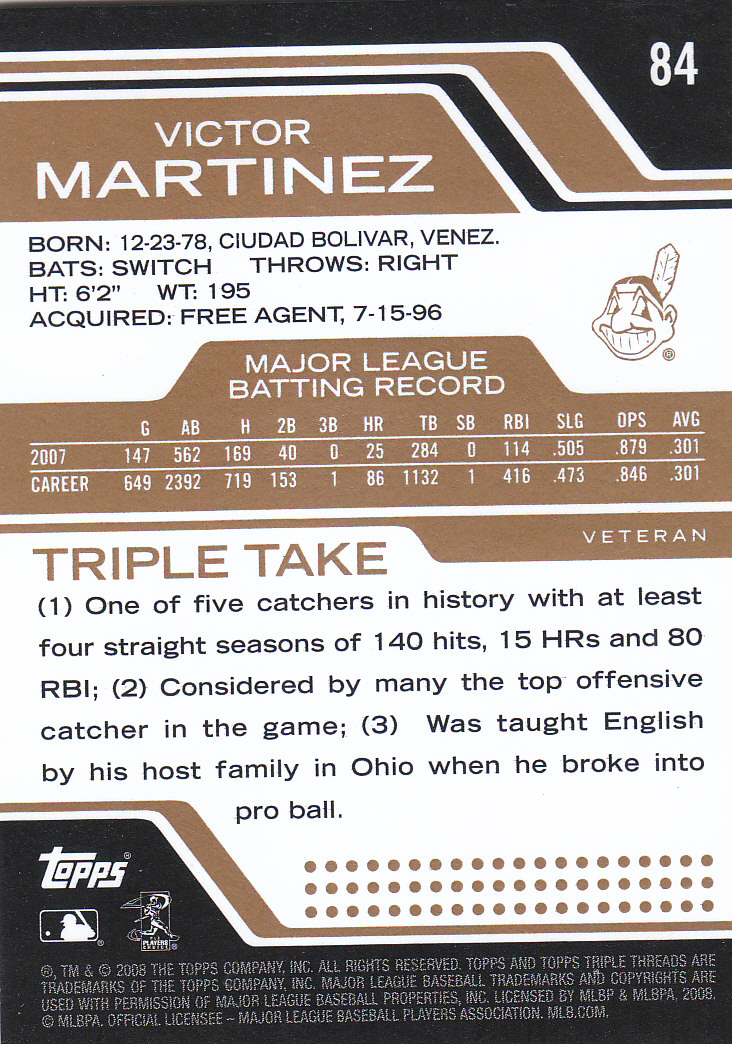 84
VICTOR
MARTINEZ
BORN: 12-23-78, CIUDAD BOLIVAR, VENEZ.
BATS: SWITCH THROWS: RIGHT
HT: 6'2" WT: 195
ACQUIRED: FREE AGENT, 7-15-96
®
MAJOR LEAGUE
BATTING RECORD
G AB H 2B 3B HR TB SB RBI SLG OPS AVG
2007 147 562 169 40 0 25 284 0 114 .505 .879 .301
CAREER 649 2392 719 153 1 86 1132 1 416 .473 .846 .301
VETERAN
TRIPLE TAKE
(1) One of five catchers in history with at least
four straight seasons of 140 hits, 15 HRs and 80
RBI; (2) Considered by many the top offensive
catcher in the game; (3) Was taught English
by his host family in Ohio when he broke into
pro ball.
topps®
PLAYERS
CHOICE
®, TM & © 2008 THE TOPPS COMPANY, INC. ALL RIGHTS RESERVED. TOPPS AND TOPPS TRIPLE THREADS ARE
TRADEMARKS OF THE TOPPS COMPANY, INC. MAJOR LEAGUE BASEBALL TRADEMARKS AND COPYRIGHTS ARE
USED WITH PERMISSION OF MAJOR LEAGUE BASEBALL PROPERTIES, INC. LICENSED BY MLBP & MLBPA, 2008.
© MLBPA. OFFICIAL LICENSEE – MAJOR LEAGUE BASEBALL PLAYERS ASSOCIATION. MLB.COM.